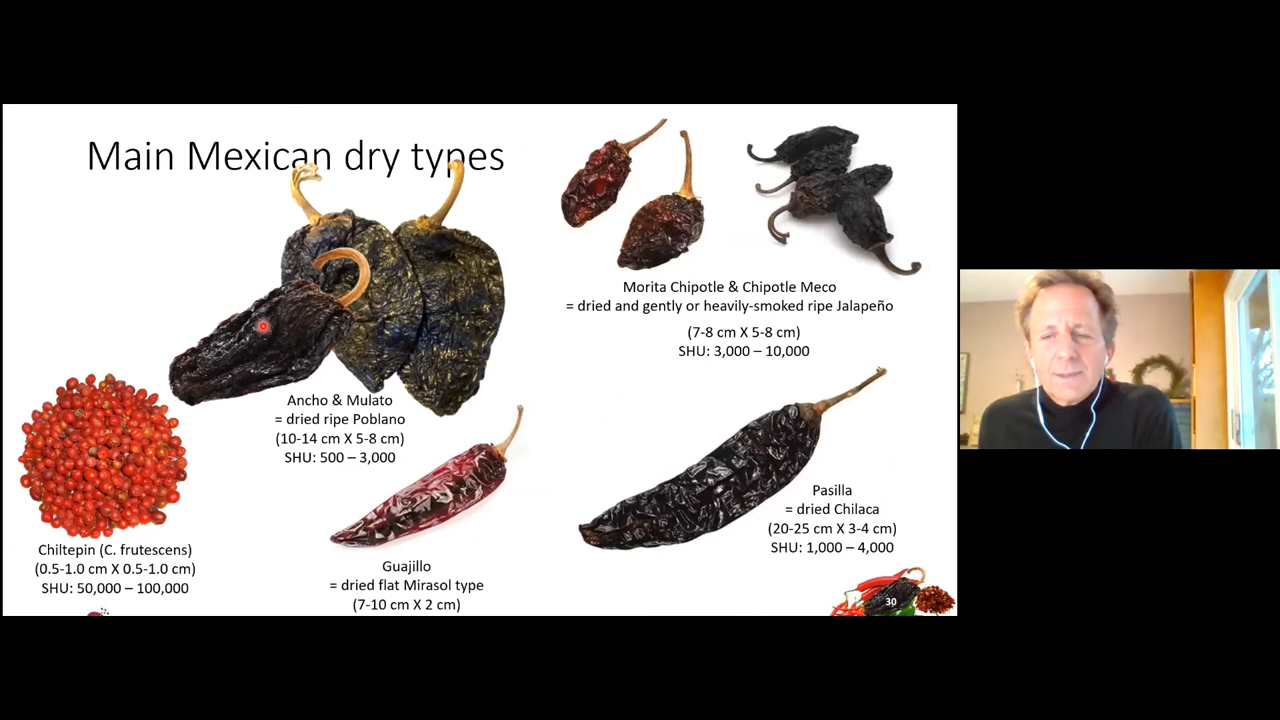 Main Mexican dry types
Morita Chipotle & Chipotle Meco
= dried and gently or heavily-smoked ripe Jalapeño
(7-8 cm X 5-8 cm)
SHU: 3,000 – 10,000
Ancho & Mulato
= dried ripe Poblano
(10-14 cm X 5-8 cm)
SHU: 500 – 3,000
Pasilla
= dried Chilaca
(20-25 cm X 3-4 cm)
SHU: 1,000 – 4,000
Chiltepin (C. frutescens)
(0.5-1.0 cm X 0.5-1.0 cm)
SHU: 50,000 – 100,000
Guajillo
= dried flat Mirasol type
(7-10 cm X 2 cm)
30